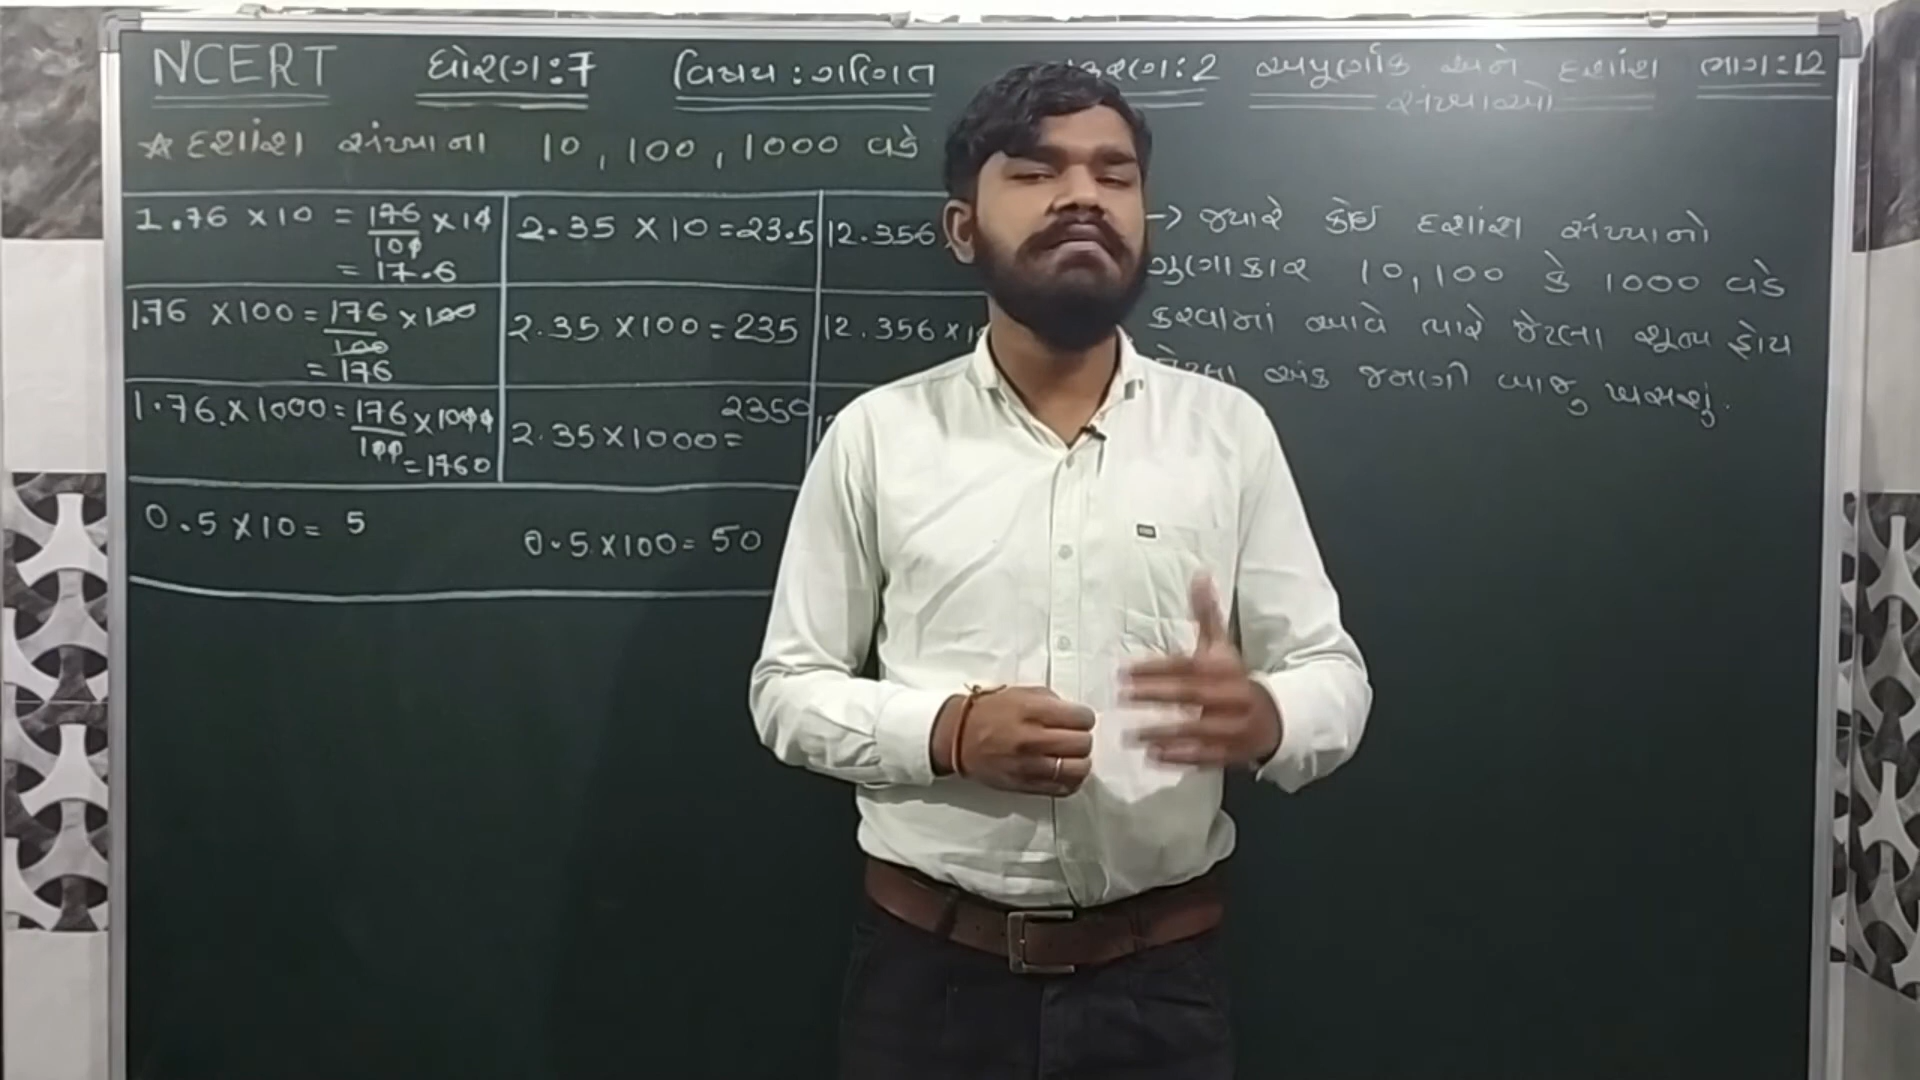 NCERT ધોરણ:7 વિષય:ગણિત કરણ:2 અપૂર્ણાંક અને દશાંશ ભાગ:12
સંખ્યાઓ
☆ દશાંશ સંખ્યાના 10, 100, 1000 વડે
1.76 × 10 = 176/100 × 10
= 17.6
2.35 × 10 = 23.5
12.356
1.76 × 100 = 176/100 × 100
= 176
2.35 × 100 = 235
12.356 × 1
1.76 × 1000 = 176/100 × 1000
= 1760
2.35 × 1000 = 2350
0.5 × 10 = 5
0.5 × 100 = 50
→ જ્યારે કોઈ દશાંશ સંખ્યાનો
ગુણાકાર 10, 100 કે 1000 વડે
કરવામાં આવે ત્યારે જેટલા શૂન્ય હોય
તેટલા અંક જમણી બાજુ ખસશું.